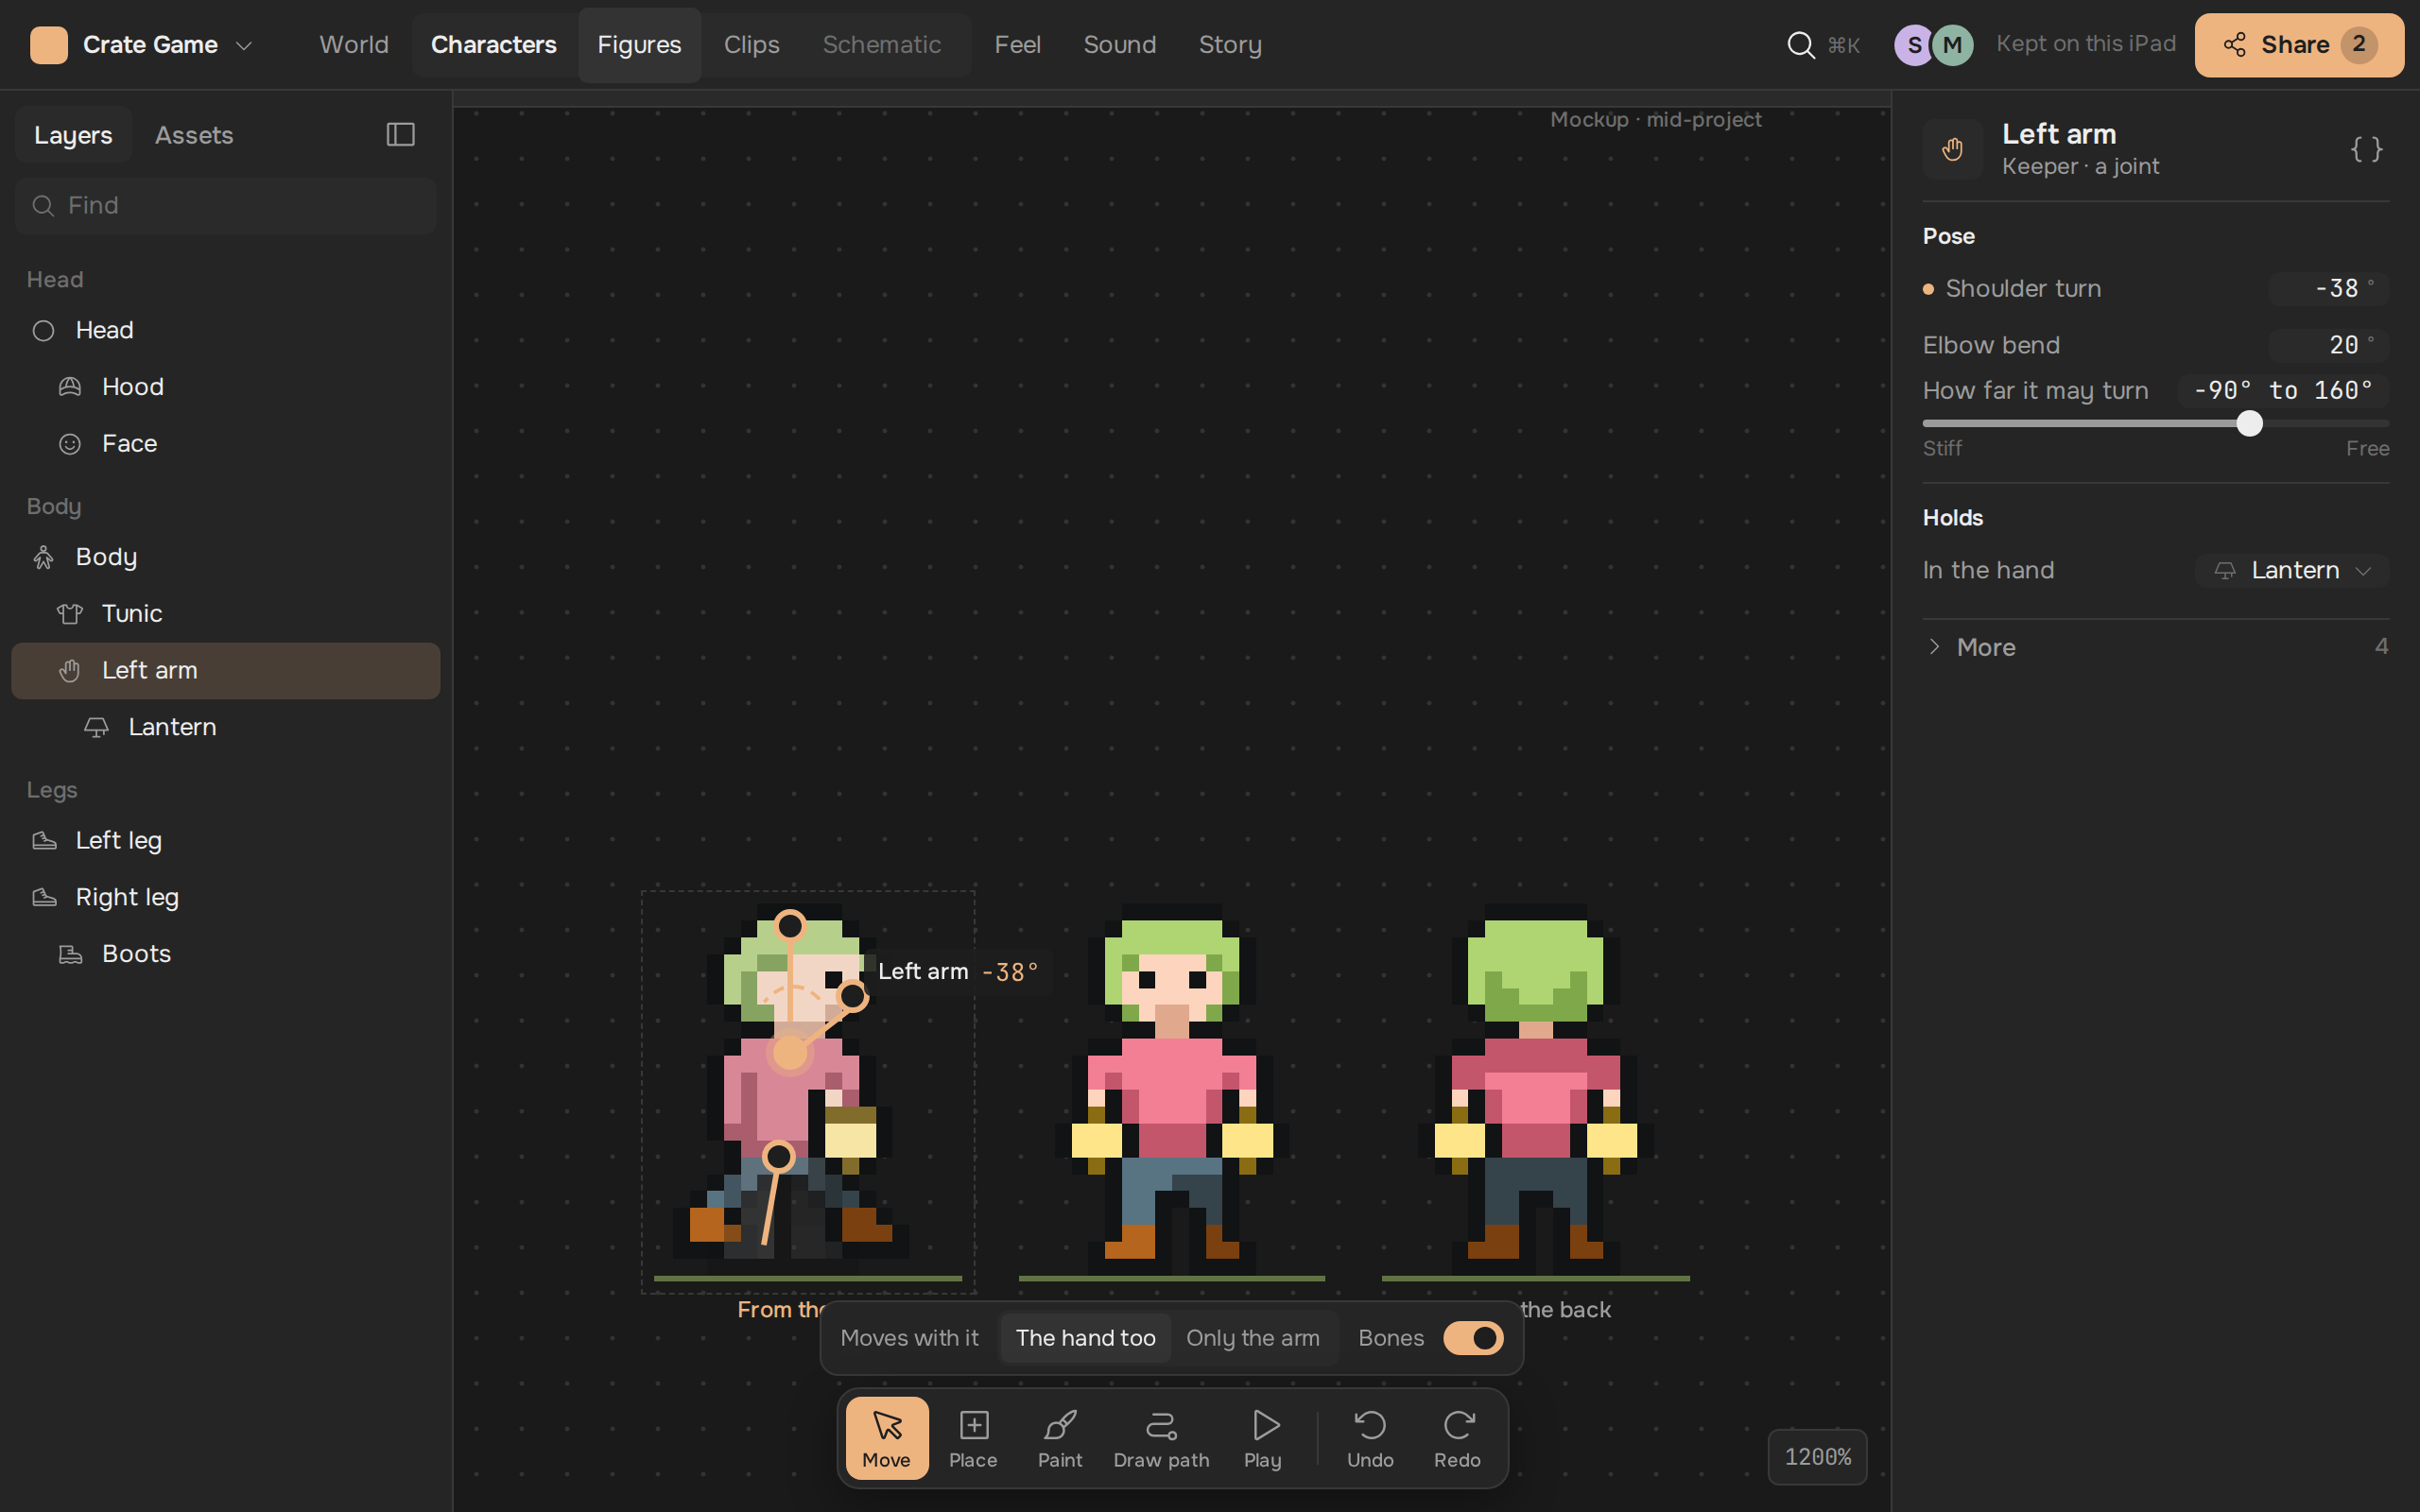 Crate Game
World
Characters
Figures
Clips
Schematic
Feel
Sound
Story
⌘K
S
M
Kept on this iPad
Share 2
Layers
Assets
Find
Head
Head
Hood
Face
Body
Body
Tunic
Left arm
Lantern
Legs
Left leg
Right leg
Boots
Mockup · mid-project
Left arm -38°
From the
the back
Moves with it
The hand too
Only the arm
Bones
Move
Place
Paint
Draw path
Play
Undo
Redo
1200%
Left arm
Keeper · a joint
{ }
Pose
Shoulder turn -38 °
Elbow bend 20 °
How far it may turn -90° to 160°
Stiff Free
Holds
In the hand Lantern
More 4